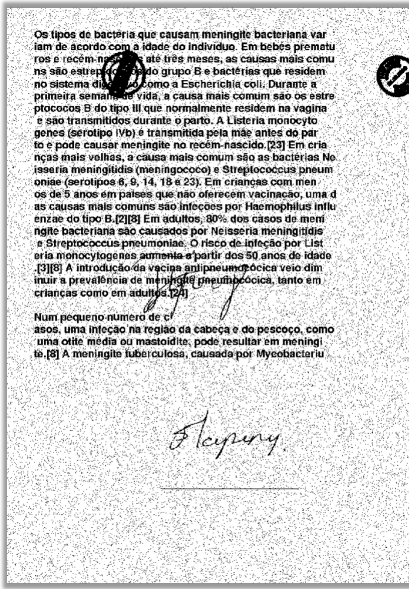 Os tipos de bactéria que causam meningite bacteriana var
iam de acordo com a idade do indivíduo. Em bebés prematu
ros e recém-nascidos até três meses, as causas mais comu
ns são estreptococos do grupo B e bactérias que residem
no sistema digestivo como a Escherichia coli. Durante a
primeira semana de vida, a causa mais comum são os estre
ptococos B do tipo III que normalmente residem na vagina
e são transmitidos durante o parto. A Listeria monocyto
genes (serotipo IVb) é transmitida pela mãe antes do par
to e pode causar meningite no recém-nascido.[23] Em cria
nças mais velhas, a causa mais comum são as bactérias Ne
isseria meningitidis (meningococo) e Streptococcus pneum
oniae (serotipos 6, 9, 14, 18 e 23). Em crianças com men
os de 5 anos em países que não oferecem vacinação, uma d
as causas mais comuns são infeções por Haemophilus influ
enzae do tipo B.[2][8] Em adultos, 80% dos casos de meni
ngite bacteriana são causados por Neisseria meningitidis
e Streptococcus pneumoniae. O risco de infeção por List
eria monocytogenes aumenta a partir dos 50 anos de idade
.[3][8] A introdução da vacina antipneumocócica veio dim
inuir a prevalência de meningite pneumocócica, tanto em
crianças como em adultos.[24]
Num pequeno número de c
asos, uma infeção na região da cabeça e do pescoço, como
uma otite média ou mastoidite, pode resultar em meningi
te.[8] A meningite tuberculosa, causada por Mycobacteriu